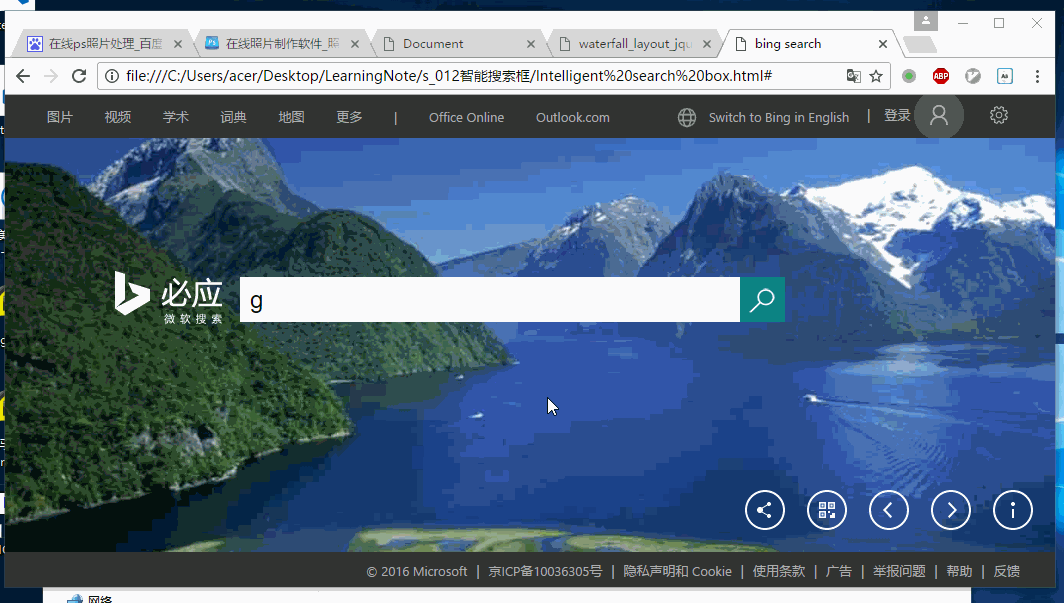 在线ps照片处理_百度
在线照片制作软件_照
Document
waterfall_layout_jqu
bing search
file:///C:/Users/acer/Desktop/LearningNote/s_012智能搜索框/Intelligent%20search%20box.html#
ABP
图片 视频 学术 词典 地图 更多 | Office Online Outlook.com Switch to Bing in English | 登录
必应
微软搜索
g
© 2016 Microsoft | 京ICP备10036305号 | 隐私声明和 Cookie | 使用条款 | 广告 | 举报问题 | 帮助 | 反馈
网络